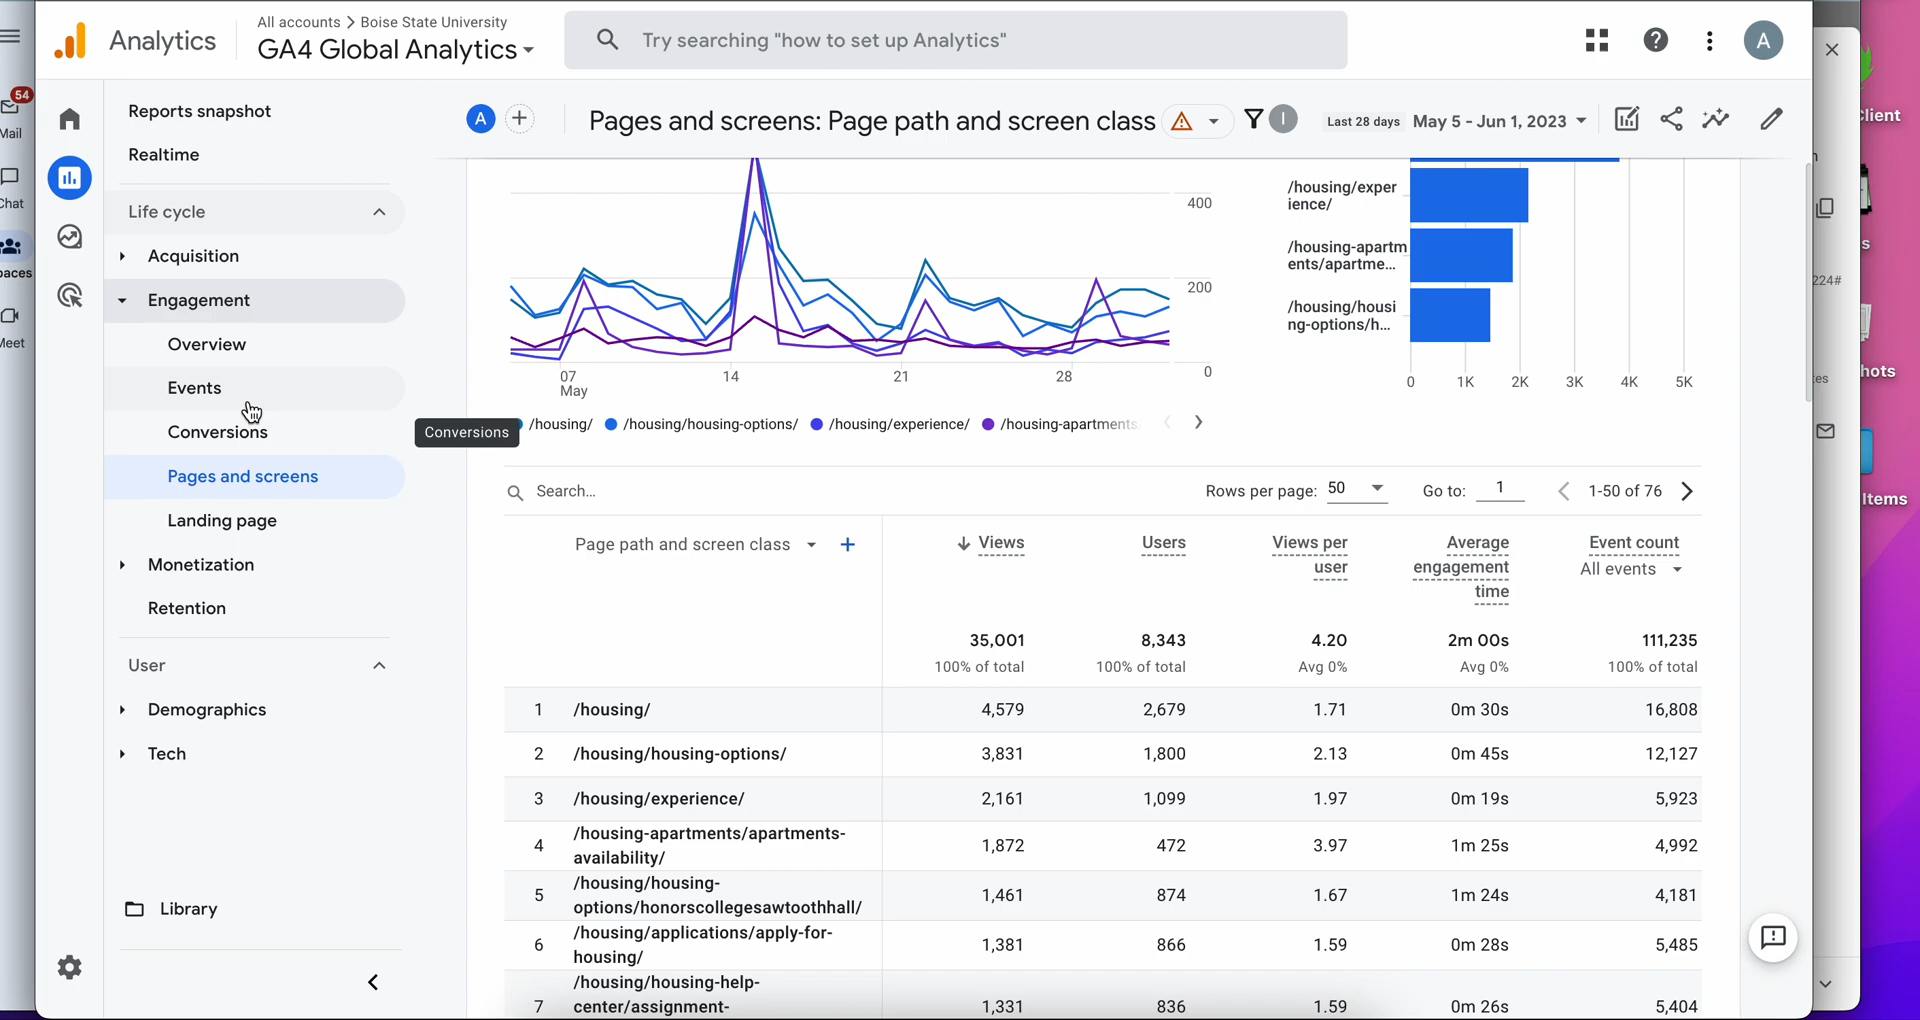 All accounts > Boise State University
Analytics
GA4 Global Analytics
Try searching "how to set up Analytics"
A
54
Mail
Chat
paces
Meet
Reports snapshot
Realtime
Life cycle
Acquisition
Engagement
Overview
Events
Conversions
Pages and screens
Landing page
Monetization
Retention
User
Demographics
Tech
Library
A
Pages and screens: Page path and screen class
I
Last 28 days May 5 - Jun 1, 2023
400
200
0
07
May
14
21
28
Conversions
/housing/
/housing/housing-options/
/housing/experience/
/housing-apartments
/housing/exper
ience/
/housing-apartm
ents/apartme...
/housing/housi
ng-options/h...
0 1K 2K 3K 4K 5K
Search...
Rows per page: 50
Go to: 1
1-50 of 76
Page path and screen class
Views
Users
Views per
user
Average
engagement
time
Event count
All events
35,001 8,343 4.20 2m 00s 111,235
100% of total 100% of total Avg 0% Avg 0% 100% of total
1 /housing/ 4,579 2,679 1.71 0m 30s 16,808
2 /housing/housing-options/ 3,831 1,800 2.13 0m 45s 12,127
3 /housing/experience/ 2,161 1,099 1.97 0m 19s 5,923
/housing-apartments/apartments-
4 1,872 472 3.97 1m 25s 4,992
availability/
/housing/housing-
5 1,461 874 1.67 1m 24s 4,181
options/honorscollegesawtoothhall/
/housing/applications/apply-for-
6 1,381 866 1.59 0m 28s 5,485
housing/
/housing/housing-help-
7 center/assignment- 1,331 836 1.59 0m 26s 5,404
Client
224#
hots
Items